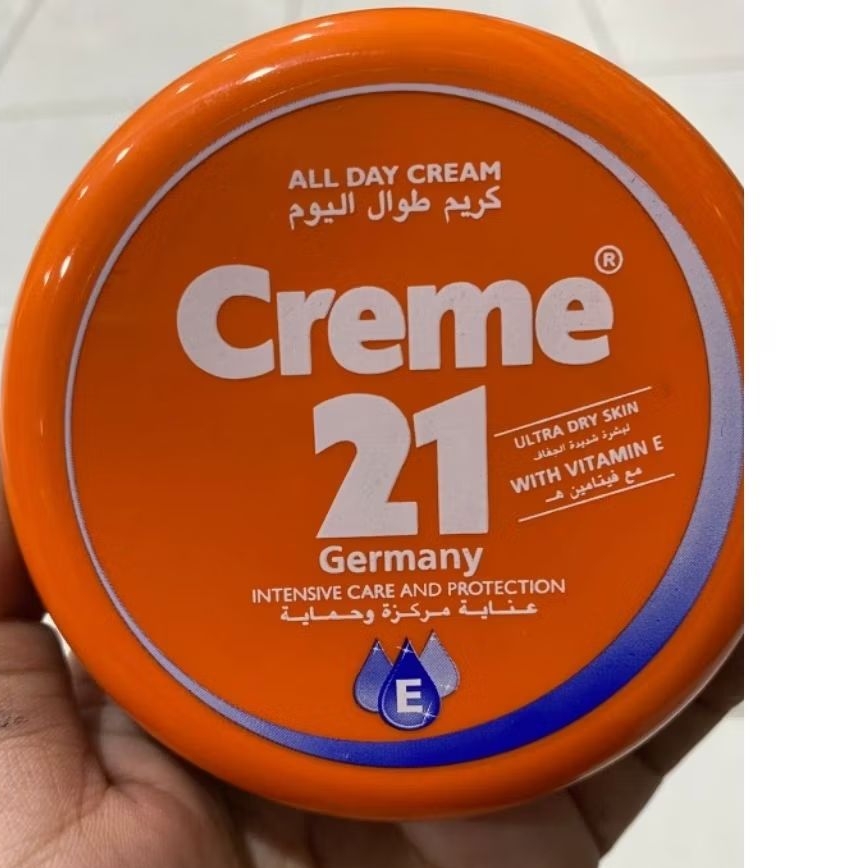 ALL DAY CREAM
كريم طوال اليوم
Creme®
21
ULTRA DRY SKIN
لبشرة شديدة الجفاف
WITH VITAMIN E
مع فيتامين هـ
Germany
INTENSIVE CARE AND PROTECTION
عناية مركزة وحماية
E